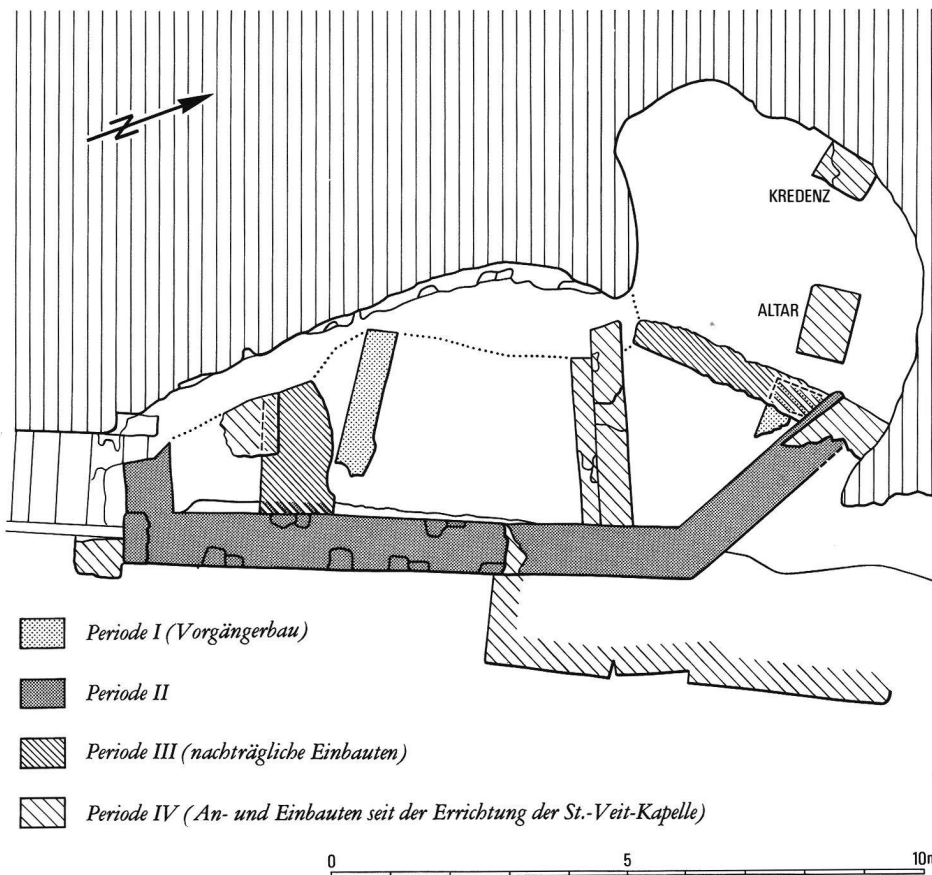 N
KREDENZ
ALTAR
Periode I (Vorgängerbau)
Periode II
Periode III (nachträgliche Einbauten)
Periode IV (An- und Einbauten seit der Errichtung der St.-Veit-Kapelle)
0 5 10m